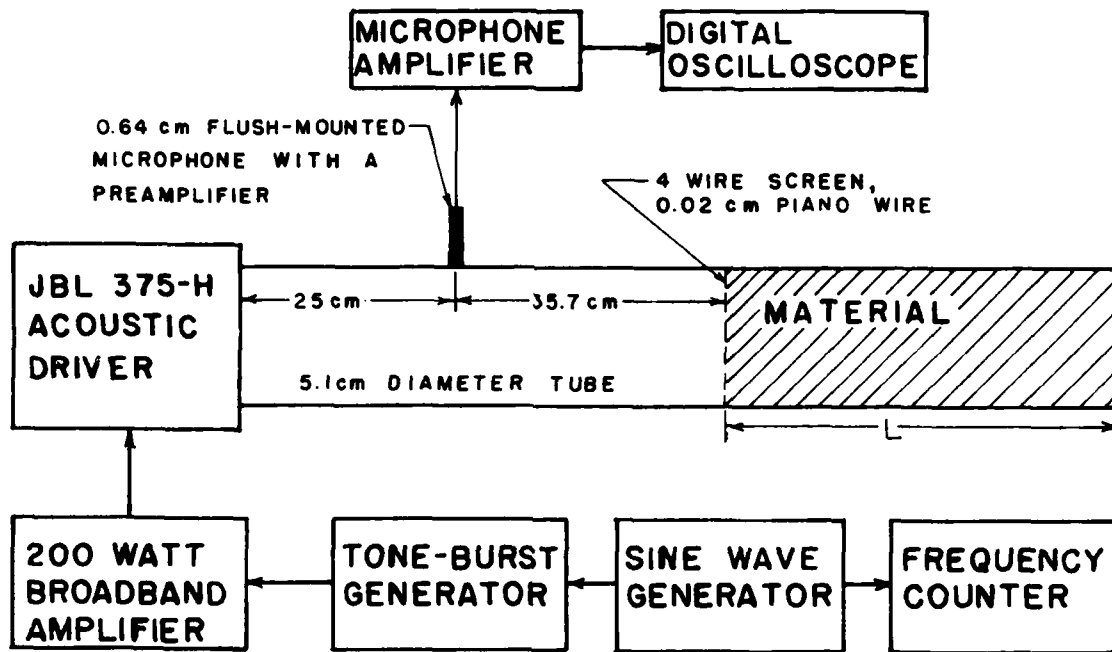 MICROPHONE
AMPLIFIER
DIGITAL
OSCILLOSCOPE
0.64 cm FLUSH-MOUNTED
MICROPHONE WITH A
PREAMPLIFIER
4 WIRE SCREEN,
0.02 cm PIANO WIRE
JBL 375-H
ACOUSTIC
DRIVER
25 cm
35.7 cm
MATERIAL
5.1cm DIAMETER TUBE
L
200 WATT
BROADBAND
AMPLIFIER
TONE-BURST
GENERATOR
SINE WAVE
GENERATOR
FREQUENCY
COUNTER